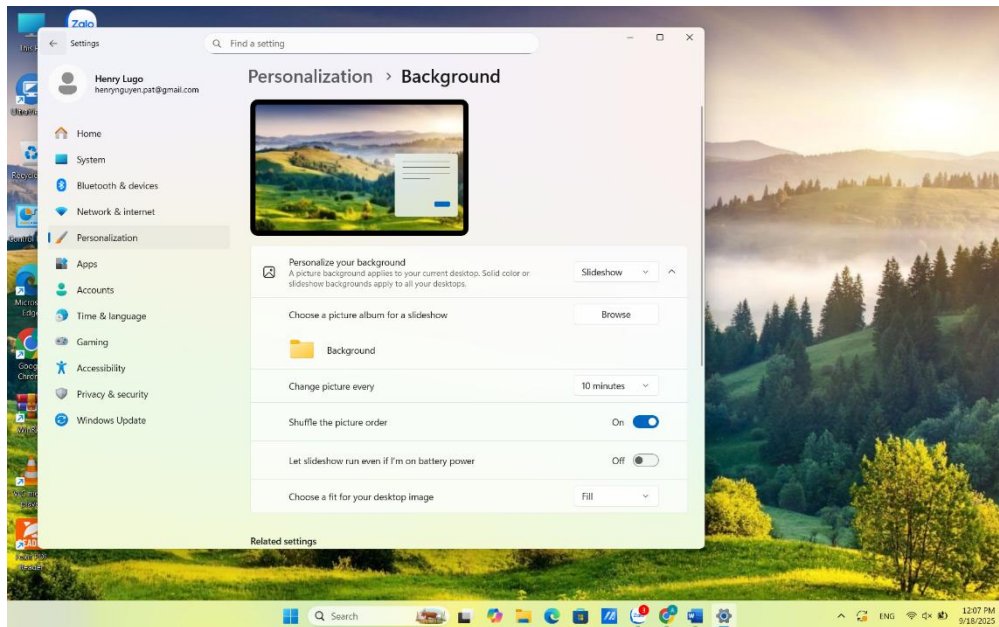 Zalo
Settings
Find a setting
Henry Lugo
henrynguyen.pat@gmail.com
Home
System
Bluetooth & devices
Network & internet
Personalization
Apps
Accounts
Time & language
Gaming
Accessibility
Privacy & security
Windows Update
Personalization > Background
Personalize your background
A picture background applies to your current desktop. Solid color or
slideshow backgrounds apply to all your desktops.
Slideshow
Choose a picture album for a slideshow
Browse
Background
Change picture every
10 minutes
Shuffle the picture order
On
Let slideshow run even if I'm on battery power
Off
Choose a fit for your desktop image
Fill
Related settings
Search
ENG
12:07 PM
9/18/2025